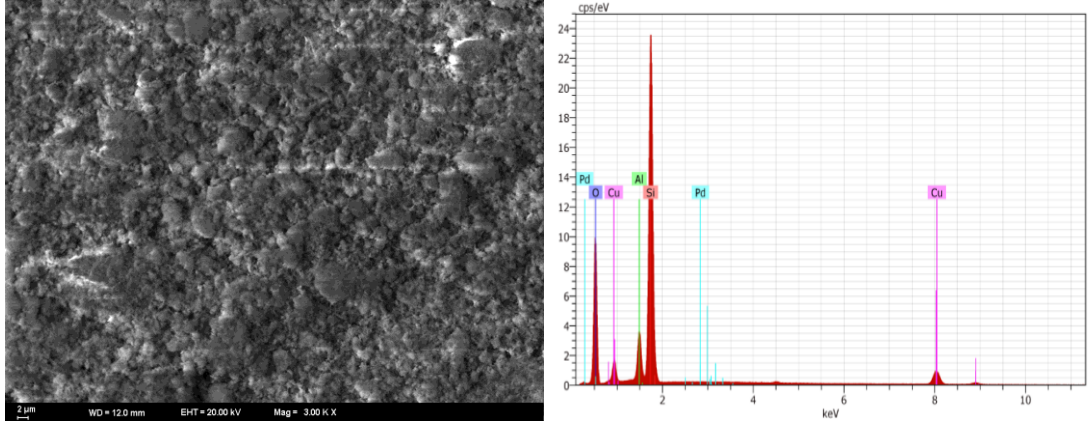 2 µm
WD = 12.0 mm
EHT = 20.00 kV
Mag = 3.00 K X
cps/eV
24
22
20
18
16
14
12
10
8
6
4
2
0
Pd
O
Cu
Al
Si
Pd
Cu
2
4
6
8
10
keV